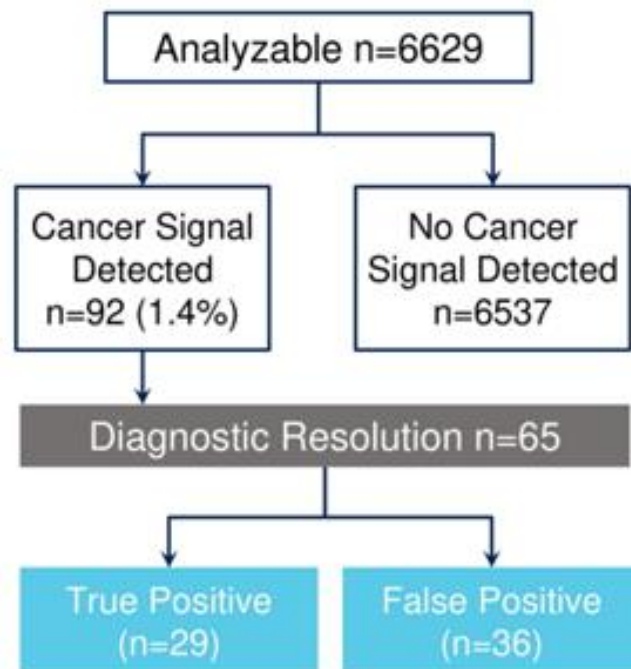 Analyzable n=6629
Cancer Signal
Detected
n=92 (1.4%)
No Cancer
Signal Detected
n=6537
Diagnostic Resolution n=65
True Positive
(n=29)
False Positive
(n=36)